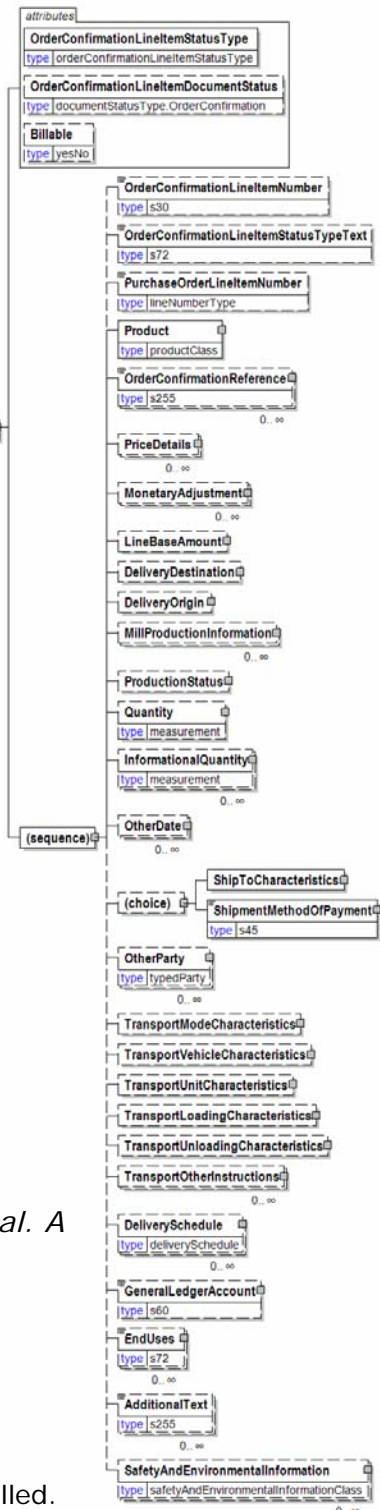 attributes
OrderConfirmationLineItemStatusType
type orderConfirmationLineItemStatusType
OrderConfirmationLineItemDocumentStatus
type documentStatusType.OrderConfirmation
Billable
type yesNo
OrderConfirmationLineItemNumber
type s30
OrderConfirmationLineItemStatusTypeText
type s72
PurchaseOrderLineItemNumber
type lineNumberType
Product
type productClass
OrderConfirmationReference
type s255
0.. ∞
PriceDetails
0.. ∞
MonetaryAdjustment
0.. ∞
LineBaseAmount
DeliveryDestination
DeliveryOrigin
MillProductionInformation
0.. ∞
ProductionStatus
Quantity
type measurement
InformationalQuantity
type measurement
0.. ∞
(sequence)
OtherDate
0.. ∞
ShipToCharacteristics
(choice)
ShipmentMethodOfPayment
type s45
OtherParty
type typedParty
0.. ∞
TransportModeCharacteristics
TransportVehicleCharacteristics
TransportUnitCharacteristics
TransportLoadingCharacteristics
TransportUnloadingCharacteristics
TransportOtherInstructions
0.. ∞
al. A
DeliverySchedule
type deliverySchedule
0.. ∞
GeneralLedgerAccount
type s60
EndUses
type s72
0.. ∞
AdditionalText
type s255
0.. ∞
lled.
SafetyAndEnvironmentalInformation
type safetyAndEnvironmentalInformationClass
0.. ∞